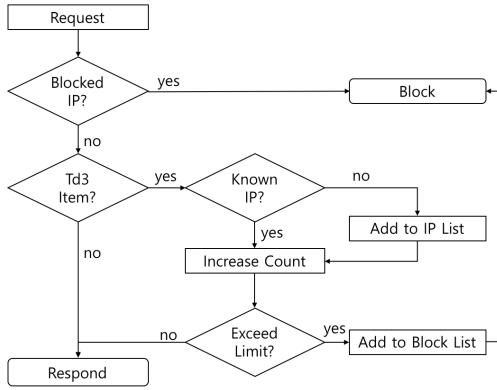 Request
Blocked
IP?
yes
Block
no
Td3
Item?
yes
Known
IP?
no
Add to IP List
yes
no
Increase Count
no
Exceed
Limit?
yes
Add to Block List
Respond